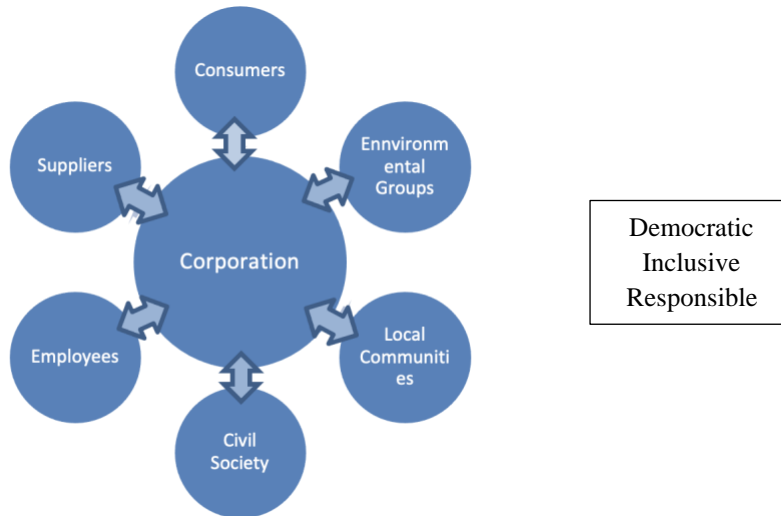 Consumers
Suppliers
Ennvironm
ental
Groups
Corporation
Employees
Local
Communiti
es
Civil
Society
Democratic
Inclusive
Responsible